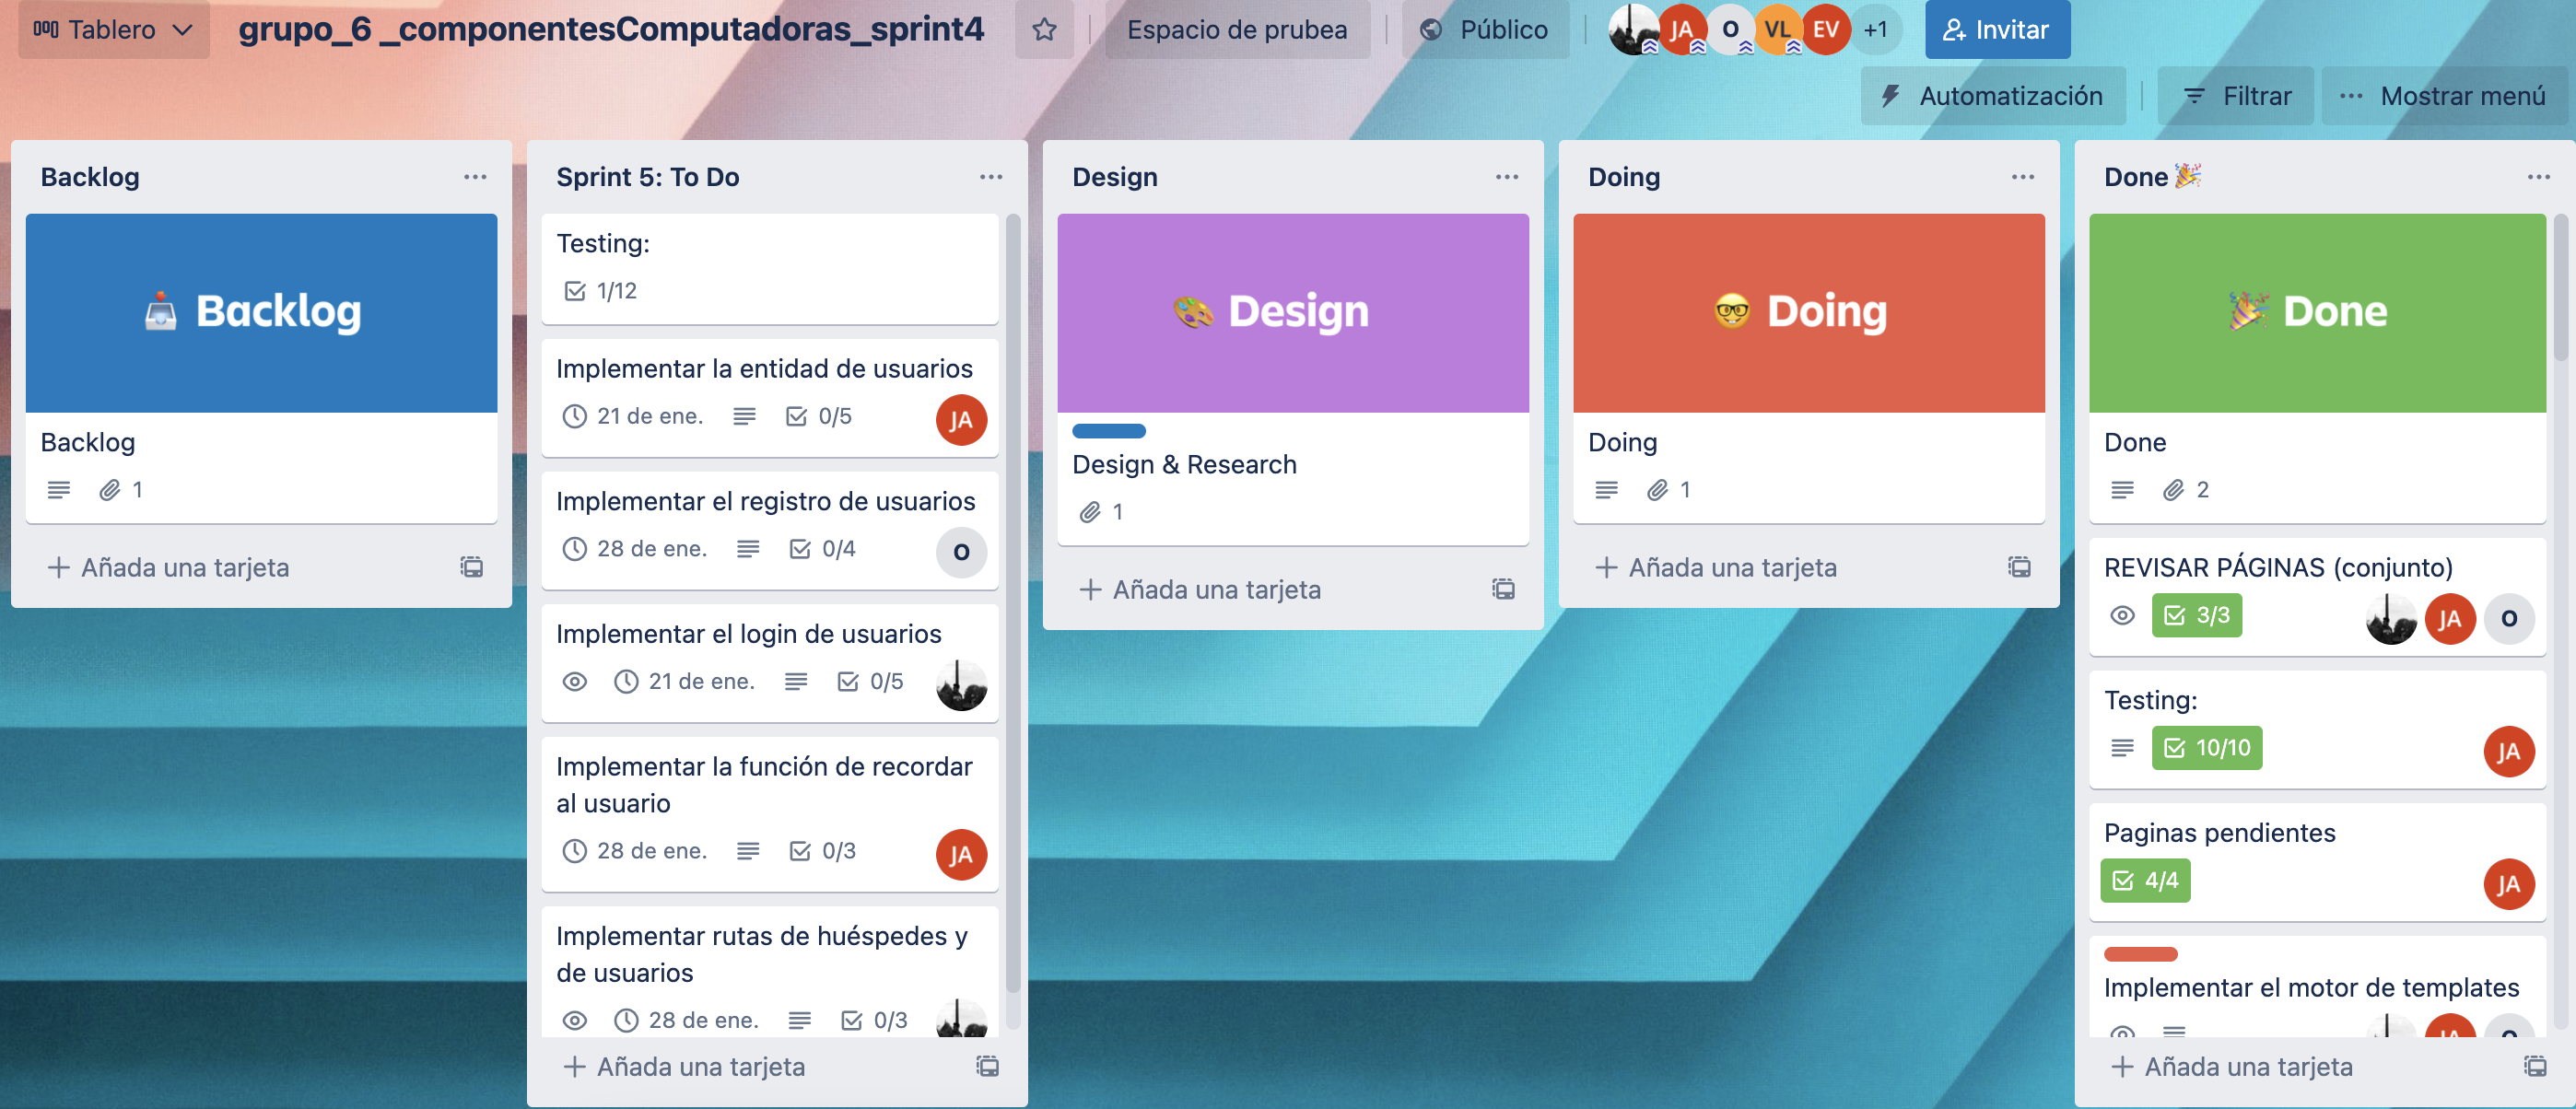 Tablero
grupo_6 _componentesComputadoras_sprint4
Espacio de prubea
Público
JA
O
VL
EV
+1
Invitar
Automatización
Filtrar
Mostrar menú
Backlog
Backlog
Backlog
1
Añada una tarjeta
Sprint 5: To Do
Testing:
1/12
Implementar la entidad de usuarios
21 de ene. 0/5 JA
Implementar el registro de usuarios
28 de ene. 0/4 O
Implementar el login de usuarios
21 de ene. 0/5
Implementar la función de recordar
al usuario
28 de ene. 0/3 JA
Implementar rutas de huéspedes y
de usuarios
28 de ene. 0/3
Añada una tarjeta
Design
Design
Design & Research
1
Añada una tarjeta
Doing
Doing
Doing
1
Añada una tarjeta
Done
Done
Done
2
REVISAR PÁGINAS (conjunto)
3/3 JA O
Testing:
10/10 JA
Paginas pendientes
4/4 JA
Implementar el motor de templates
JA O
Añada una tarjeta